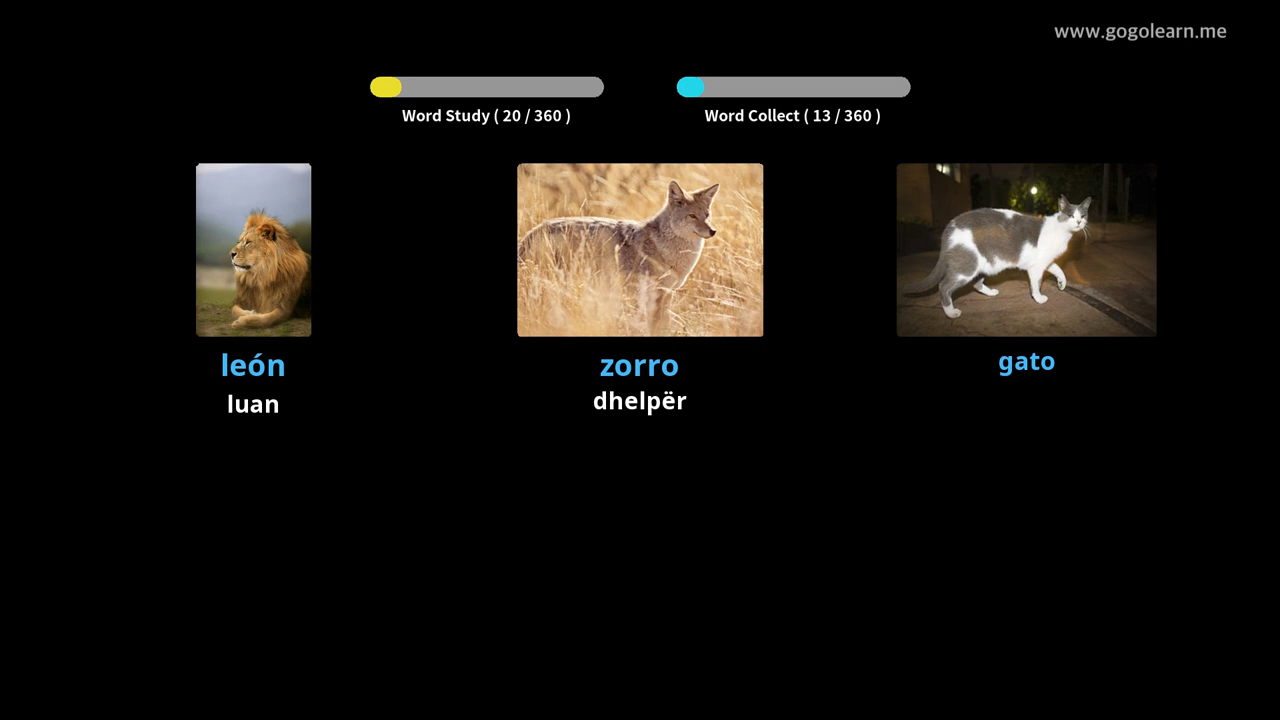 www.gogolearn.me
Word Study ( 20 / 360 )
Word Collect ( 13 / 360 )
león
luan
zorro
dhelpër
gato